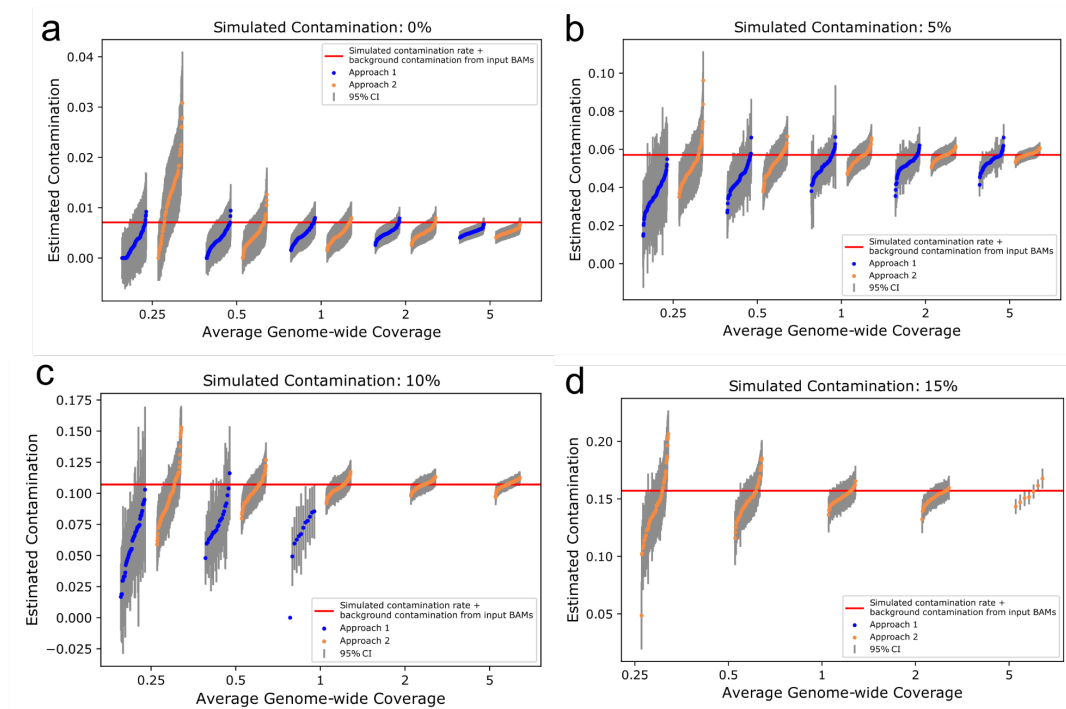 a
Simulated Contamination: 0%
Estimated Contamination
0.04
0.03
0.02
0.01
0.00
Simulated contamination rate +
background contamination from input BAMs
Approach 1
Approach 2
95% CI
0.25 0.5 1 2 5
Average Genome-wide Coverage
b
Simulated Contamination: 5%
Estimated Contamination
0.10
0.08
0.06
0.04
0.02
0.00
Simulated contamination rate +
background contamination from input BAMs
Approach 1
Approach 2
95% CI
0.25 0.5 1 2 5
Average Genome-wide Coverage
c
Simulated Contamination: 10%
Estimated Contamination
0.175
0.150
0.125
0.100
0.075
0.050
0.025
0.000
−0.025
Simulated contamination rate +
background contamination from input BAMs
Approach 1
Approach 2
95% CI
0.25 0.5 1 2 5
Average Genome-wide Coverage
d
Simulated Contamination: 15%
Estimated Contamination
0.20
0.15
0.10
0.05
Simulated contamination rate +
background contamination from input BAMs
Approach 1
Approach 2
95% CI
0.25 0.5 1 2 5
Average Genome-wide Coverage